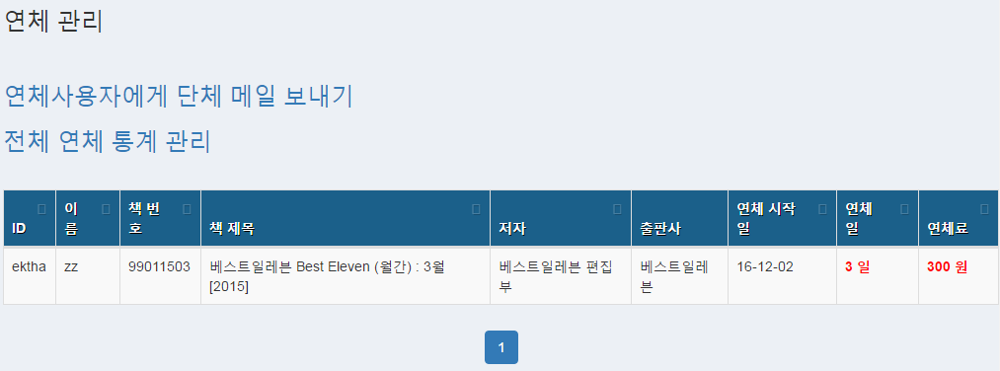 연체 관리
연체사용자에게 단체 메일 보내기
전체 연체 통계 관리
ID 이름 책 번호 책 제목 저자 출판사 연체 시작일 연체일 연체료
ektha zz 99011503 베스트일레븐 Best Eleven (월간) : 3월 [2015] 베스트일레븐 편집부 베스트일레븐 16-12-02 3 일 300 원
1